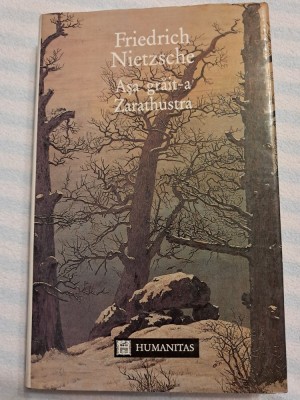 Friedrich
Nietzsche
Așa grăit-a
Zarathustra
HUMANITAS